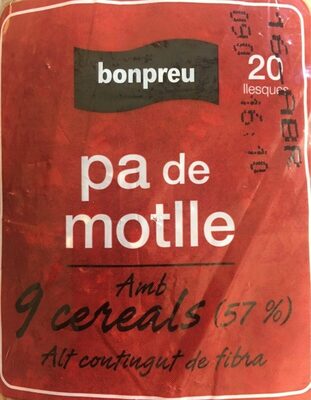 bonpreu
20
llesques
pa de
motlle
Amb
9 cereals (57 %)
Alt contingut de fibra